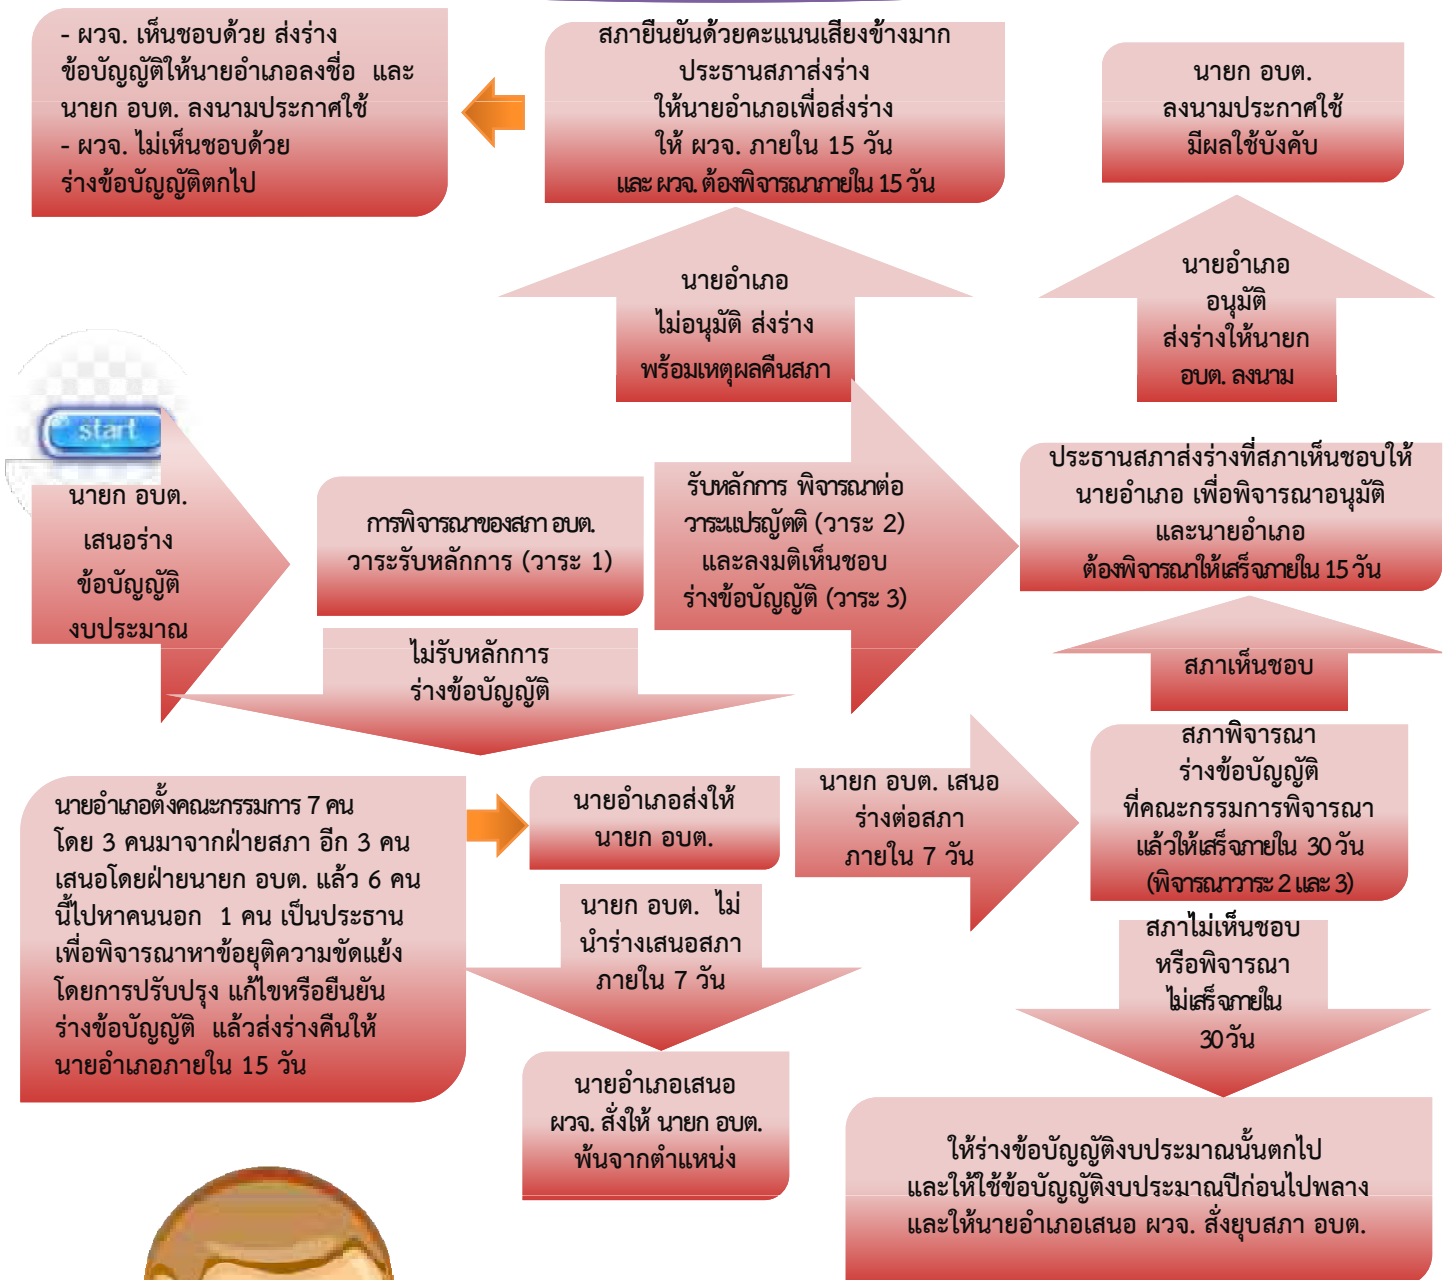 - ผวจ. เห็นชอบด้วย ส่งร่าง
ข้อบัญญัติให้นายอำเภอลงชื่อ และ
นายก อบต. ลงนามประกาศใช้
- ผวจ. ไม่เห็นชอบด้วย
ร่างข้อบัญญัติตกไป
สภายืนยันด้วยคะแนนเสียงข้างมาก
ประธานสภาส่งร่าง
ให้นายอำเภอเพื่อส่งร่าง
ให้ ผวจ. ภายใน 15 วัน
และ ผวจ. ต้องพิจารณาภายใน 15 วัน
นายก อบต.
ลงนามประกาศใช้
มีผลใช้บังคับ
นายอำเภอ
ไม่อนุมัติ ส่งร่าง
พร้อมเหตุผลคืนสภา
นายอำเภอ
อนุมัติ
ส่งร่างให้นายก
อบต. ลงนาม
start
นายก อบต.
เสนอร่าง
ข้อบัญญัติ
งบประมาณ
การพิจารณาของสภา อบต.
วาระรับหลักการ (วาระ 1)
รับหลักการ พิจารณาต่อ
วาระแปรญัตติ (วาระ 2)
และลงมติเห็นชอบ
ร่างข้อบัญญัติ (วาระ 3)
ประธานสภาส่งร่างที่สภาเห็นชอบให้
นายอำเภอ เพื่อพิจารณาอนุมัติ
และนายอำเภอ
ต้องพิจารณาให้เสร็จภายใน 15 วัน
ไม่รับหลักการ
ร่างข้อบัญญัติ
สภาเห็นชอบ
นายอำเภอตั้งคณะกรรมการ 7 คน
โดย 3 คนมาจากฝ่ายสภา อีก 3 คน
เสนอโดยฝ่ายนายก อบต. แล้ว 6 คน
นี้ไปหาคนนอก 1 คน เป็นประธาน
เพื่อพิจารณาหาข้อยุติความขัดแย้ง
โดยการปรับปรุง แก้ไขหรือยืนยัน
ร่างข้อบัญญัติ แล้วส่งร่างคืนให้
นายอำเภอภายใน 15 วัน
นายอำเภอส่งให้
นายก อบต.
นายก อบต. เสนอ
ร่างต่อสภา
ภายใน 7 วัน
สภาพิจารณา
ร่างข้อบัญญัติ
ที่คณะกรรมการพิจารณา
แล้วให้เสร็จภายใน 30 วัน
(พิจารณาวาระ 2 และ 3)
นายก อบต. ไม่
นำร่างเสนอสภา
ภายใน 7 วัน
สภาไม่เห็นชอบ
หรือพิจารณา
ไม่เสร็จภายใน
30 วัน
นายอำเภอเสนอ
ผวจ. สั่งให้ นายก อบต.
พ้นจากตำแหน่ง
ให้ร่างข้อบัญญัติงบประมาณนั้นตกไป
และให้ใช้ข้อบัญญัติงบประมาณปีก่อนไปพลาง
และให้นายอำเภอเสนอ ผวจ. สั่งยุบสภา อบต.